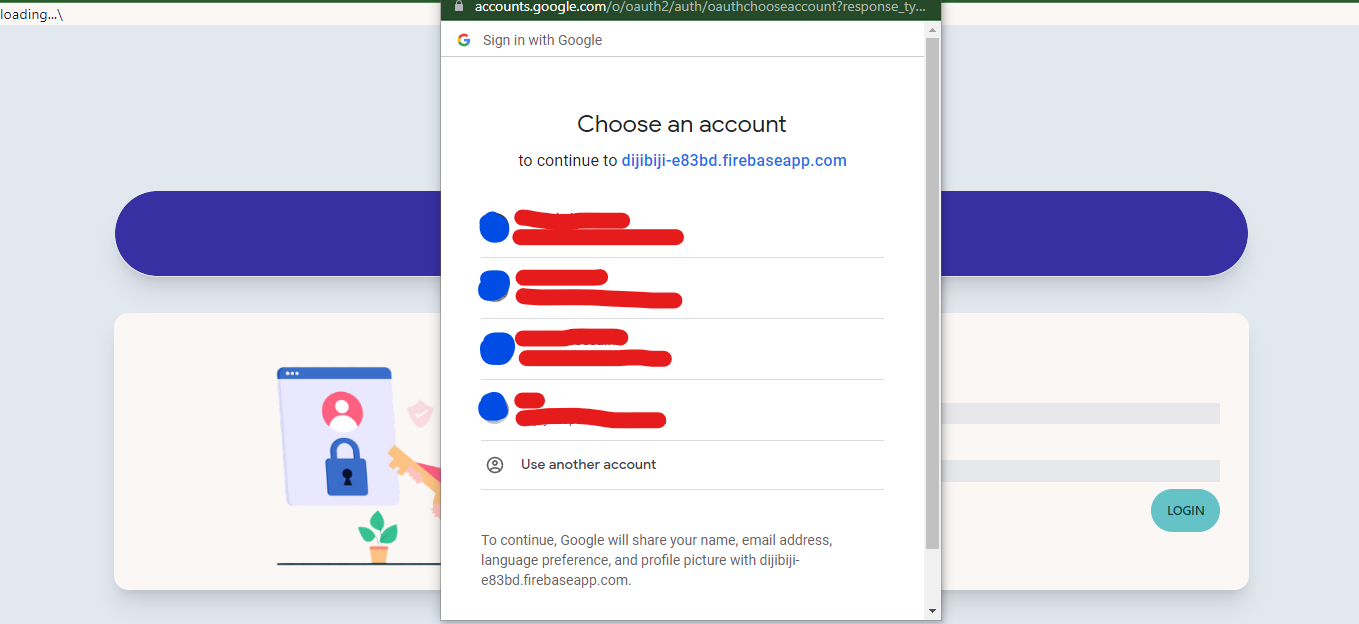 loading...\
accounts.google.com/o/oauth2/auth/oauthchooseaccount?response_ty...
Sign in with Google
Choose an account
to continue to dijibiji-e83bd.firebaseapp.com
Use another account
To continue, Google will share your name, email address,
language preference, and profile picture with dijibiji-
e83bd.firebaseapp.com.
LOGIN